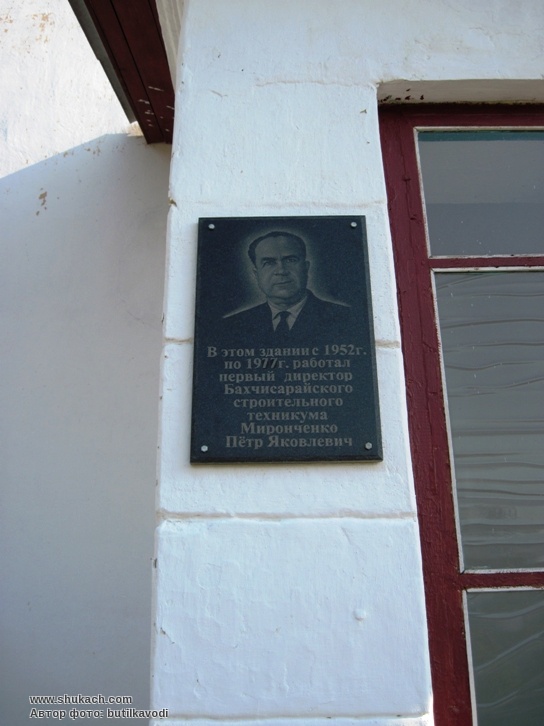 В этом здании с 1952г.
по 1977г. работал
первый директор
Бахчисарайского
строительного
техникума
Миронченко
Пётр Яковлевич
www.shukach.com
Автор фото: butilkavodi